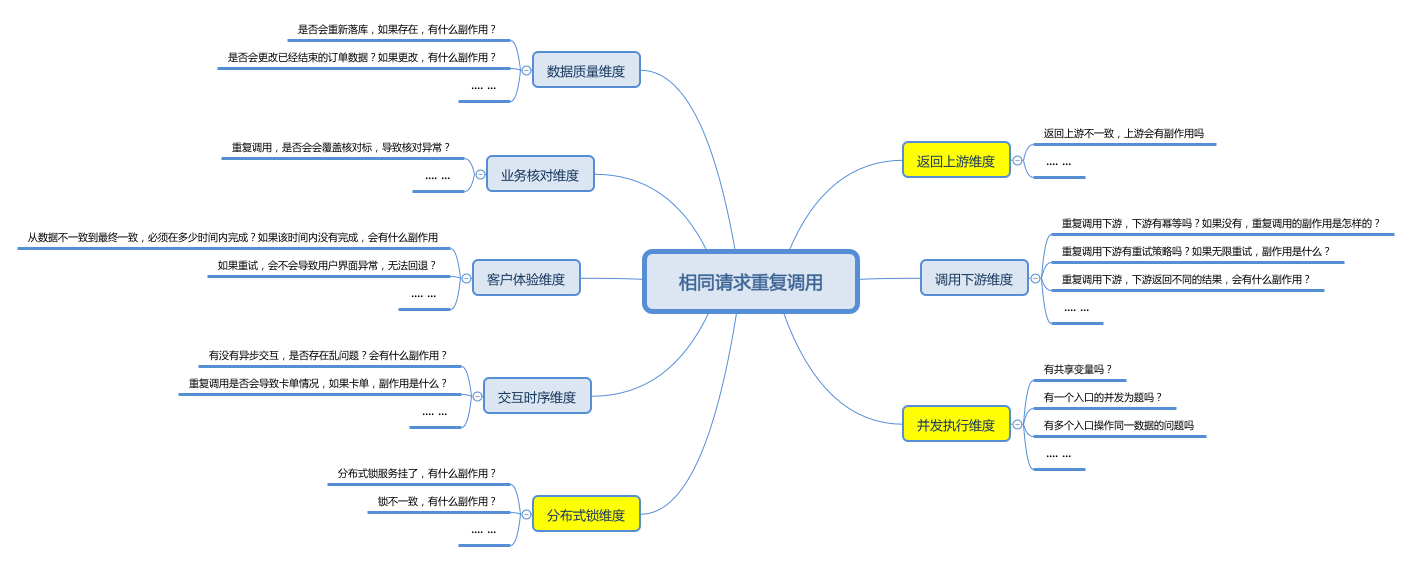 相同请求重复调用
数据质量维度
是否会重新落库，如果存在，有什么副作用？
是否会更改已经结束的订单数据？如果更改，有什么副作用？
.... ...
业务核对维度
重复调用，是否会会覆盖核对标，导致核对异常？
.... ...
客户体验维度
从数据不一致到最终一致，必须在多少时间内完成？如果该时间内没有完成，会有什么副作用
如果重试，会不会导致用户界面异常，无法回退？
.... ...
交互时序维度
有没有异步交互，是否存在乱问题？会有什么副作用？
重复调用是否会导致卡单情况，如果卡单，副作用是什么？
.... ...
分布式锁维度
分布式锁服务挂了，有什么副作用？
锁不一致，有什么副作用？
.... ...
返回上游维度
返回上游不一致，上游会有副作用吗
.... ...
调用下游维度
重复调用下游，下游有幂等吗？如果没有，重复调用的副作用是怎样的？
重复调用下游有重试策略吗？如果无限重试，副作用是什么？
重复调用下游，下游返回不同的结果，会有什么副作用？
.... ...
并发执行维度
有共享变量吗？
有一个入口的并发为题吗？
有多个入口操作同一数据的问题吗
.... ...